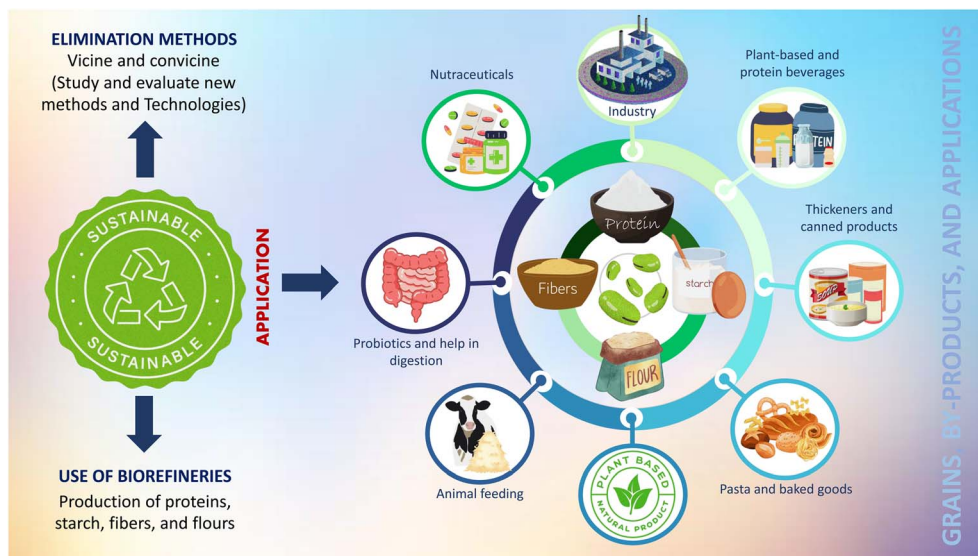 ELIMINATION METHODS
Vicine and convicine
(Study and evaluate new
methods and Technologies)
SUSTAINABLE
SUSTAINABLE
USE OF BIOREFINERIES
Production of proteins,
starch, fibers, and flours
APPLICATION
Industry
Plant-based and
protein beverages
PROTEIN
Thickeners and
canned products
Soup
Pasta and baked goods
PLANT BASED
NATURAL PRODUCT
Animal feeding
Probiotics and help in
digestion
Nutraceuticals
Protein
Fibers
starch
FLOUR
GRAINS BY-PRODUCTS, AND APPLICATIONS